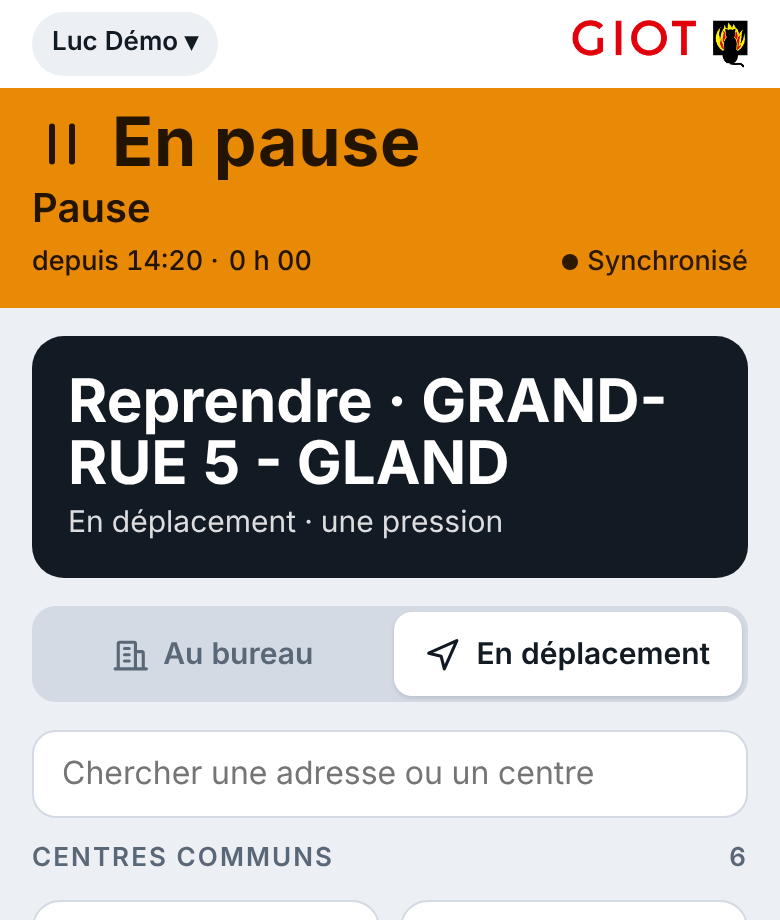 Luc Démo ▾
GIOT
En pause
Pause
depuis 14:20 · 0 h 00
Synchronisé
Reprendre · GRAND-
RUE 5 - GLAND
En déplacement · une pression
Au bureau
En déplacement
Chercher une adresse ou un centre
CENTRES COMMUNS
6